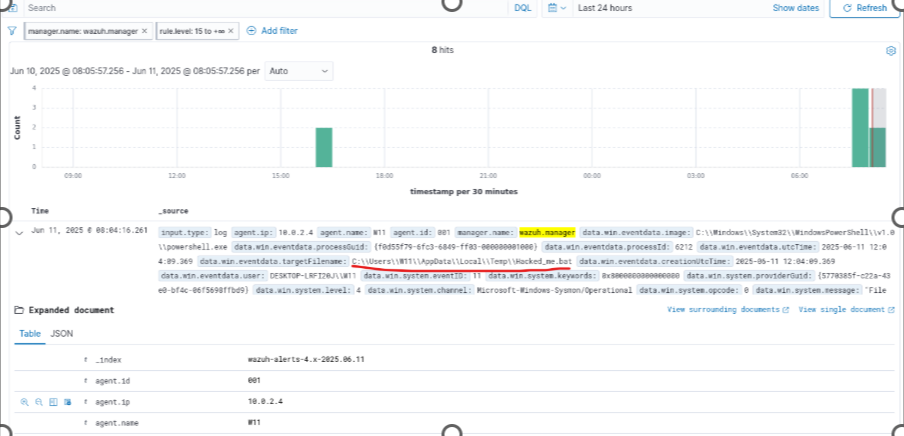 Search DQL Last 24 hours Show dates Refresh
manager.name: wazuh.manager × rule.level: 15 to +∞ × Add filter
8 hits
Jun 10, 2025 @ 08:05:57.256 - Jun 11, 2025 @ 08:05:57.256 per Auto
Count
4
3
2
1
0
09:00 12:00 15:00 18:00 21:00 00:00 03:00 06:00
timestamp per 30 minutes
Time _source
Jun 11, 2025 @ 08:04:16.261 input.type: log agent.ip: 10.0.2.4 agent.name: W11 agent.id: 001 manager.name: wazuh.manager data.win.eventdata.image: C:\\Windows\\System32\\WindowsPowerShell\\v1.0
\\powershell.exe data.win.eventdata.processGuid: {f0d55f79-6fc3-6849-ff03-000000001000} data.win.eventdata.processId: 6212 data.win.eventdata.utcTime: 2025-06-11 12:0
4:09.369 data.win.eventdata.targetFilename: C:\\Users\\W11\\AppData\\Local\\Temp\\Hacked_me.bat data.win.eventdata.creationUtcTime: 2025-06-11 12:04:09.369
data.win.eventdata.user: DESKTOP-LRFI20J\\W11 data.win.system.eventID: 11 data.win.system.keywords: 0x8000000000000000 data.win.system.providerGuid: {5770385f-c22a-43
e0-bf4c-06f5698ffbd9} data.win.system.level: 4 data.win.system.channel: Microsoft-Windows-Sysmon/Operational data.win.system.opcode: 0 data.win.system.message: "File
Expanded document View surrounding documents View single document
Table JSON
t _index wazuh-alerts-4.x-2025.06.11
t agent.id 001
t agent.ip 10.0.2.4
t agent.name W11